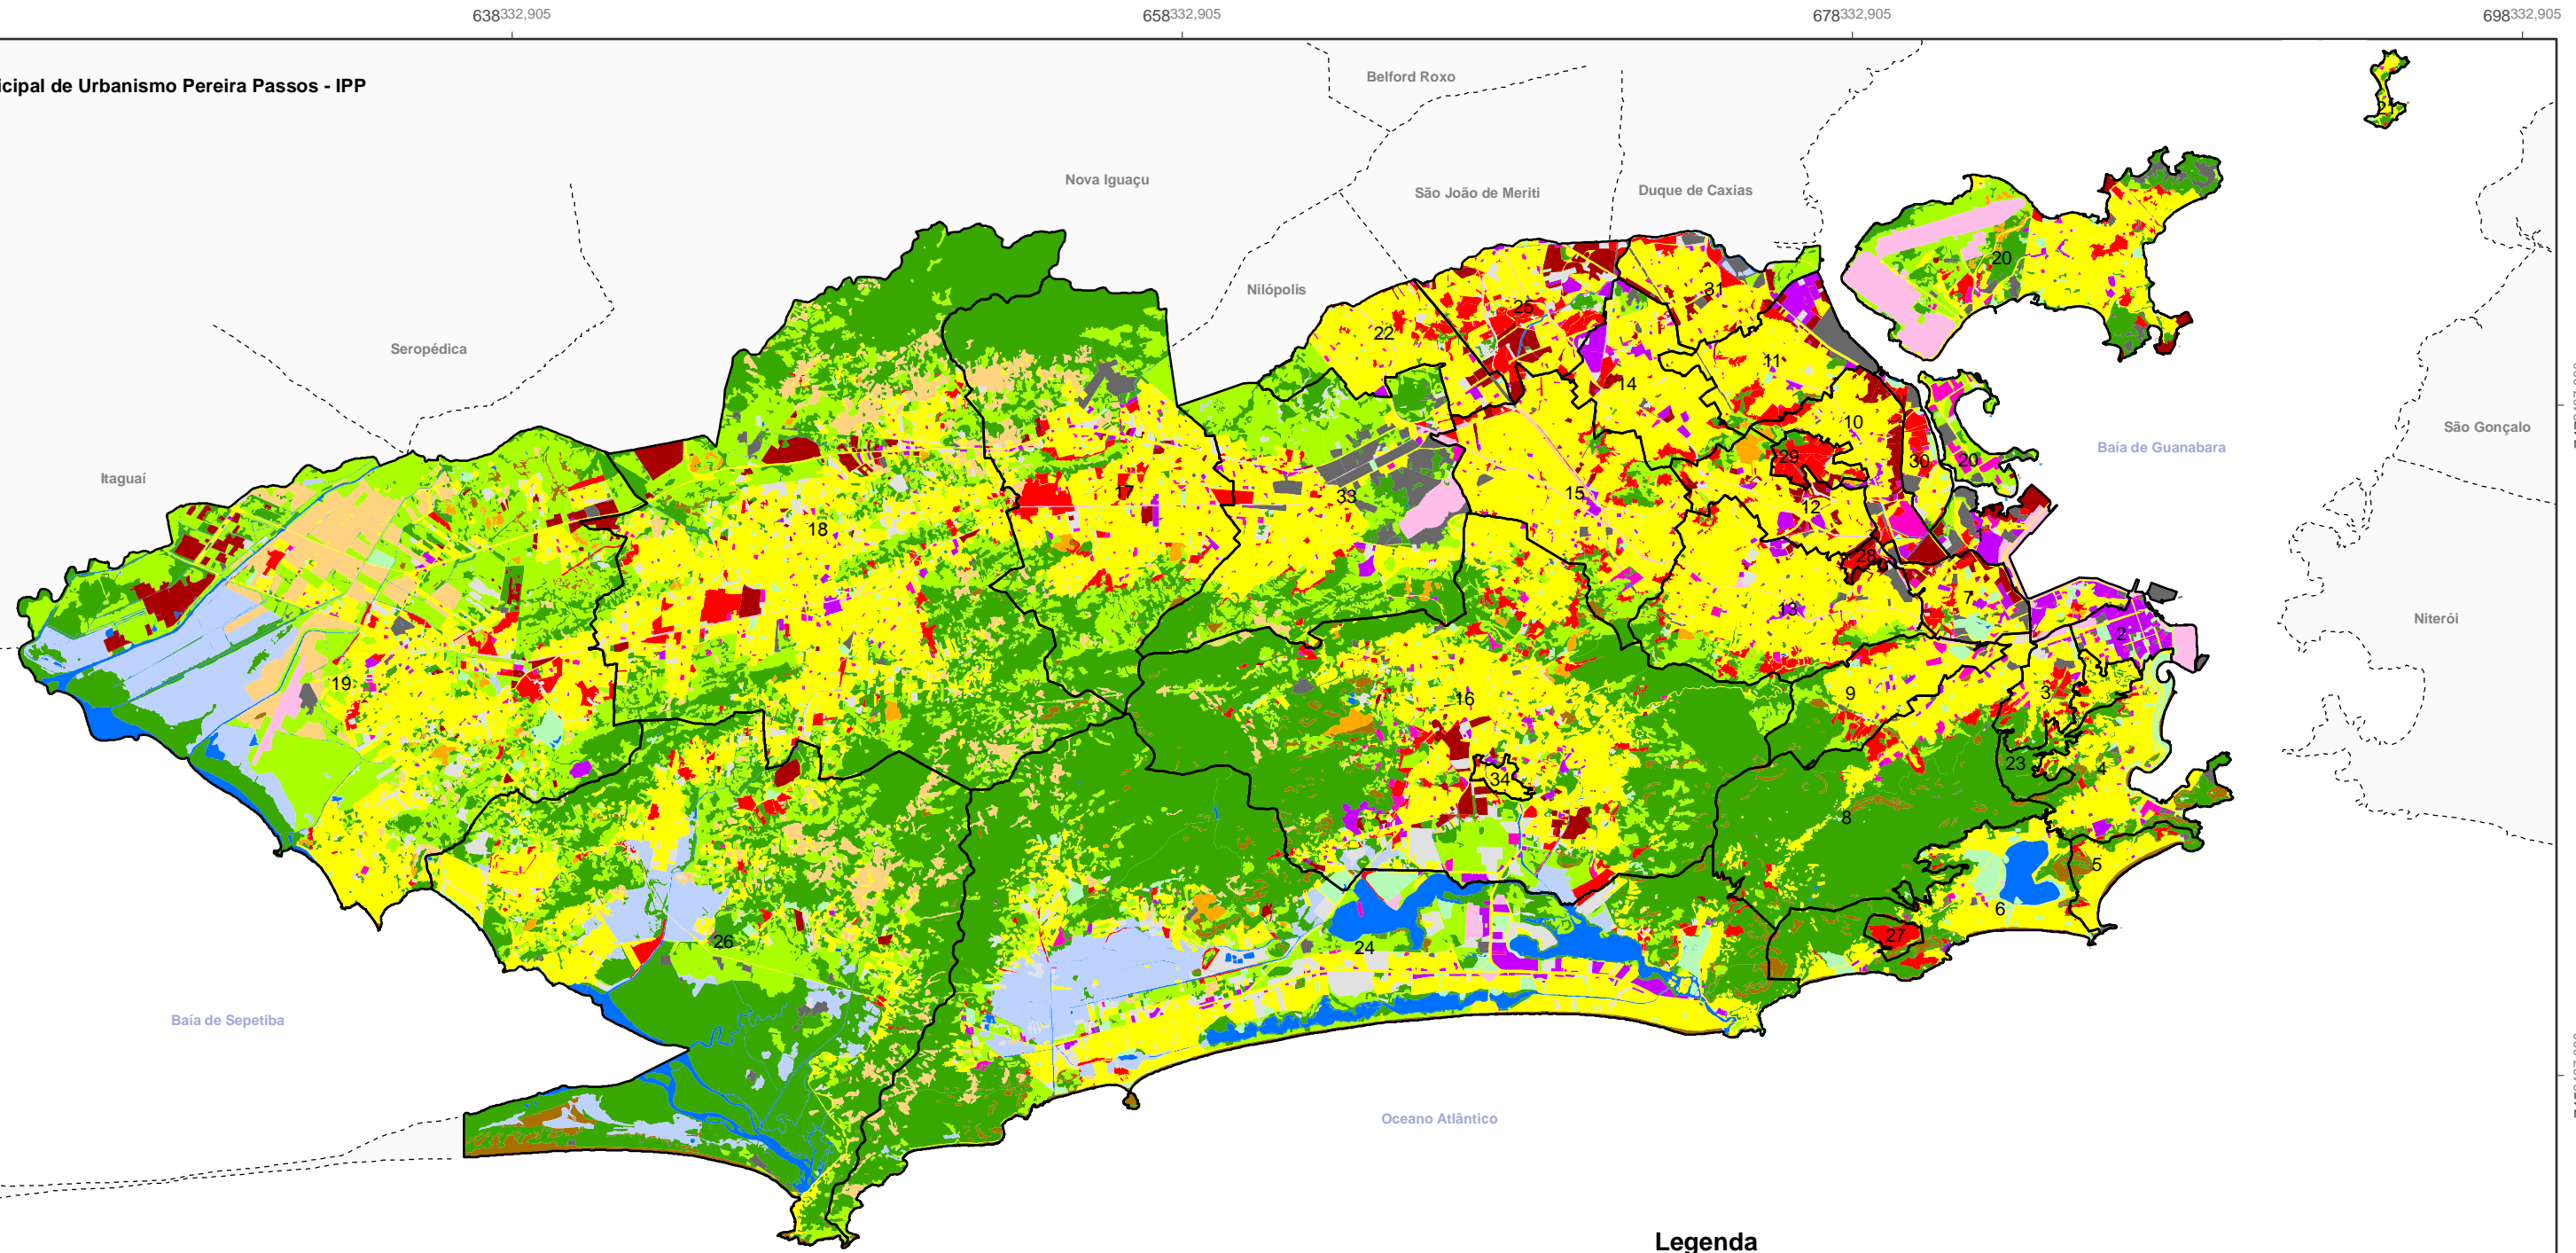 638332,905
658332,905
678332,905
698332,905
icipal de Urbanismo Pereira Passos - IPP
Belford Roxo
21
Nova Iguaçu
São João de Meriti
Duque de Caxias
20
Nilópolis
25
31
22
Seropédica
11
14
10
São Gonçalo
Baía de Guanabara
29
30
20
Itaguaí
17
33
15
12
18
1
28
7
13
Niterói
2
19
3
9
16
23
4
34
8
5
6
27
26
24
Baía de Sepetiba
Oceano Atlântico
Legenda